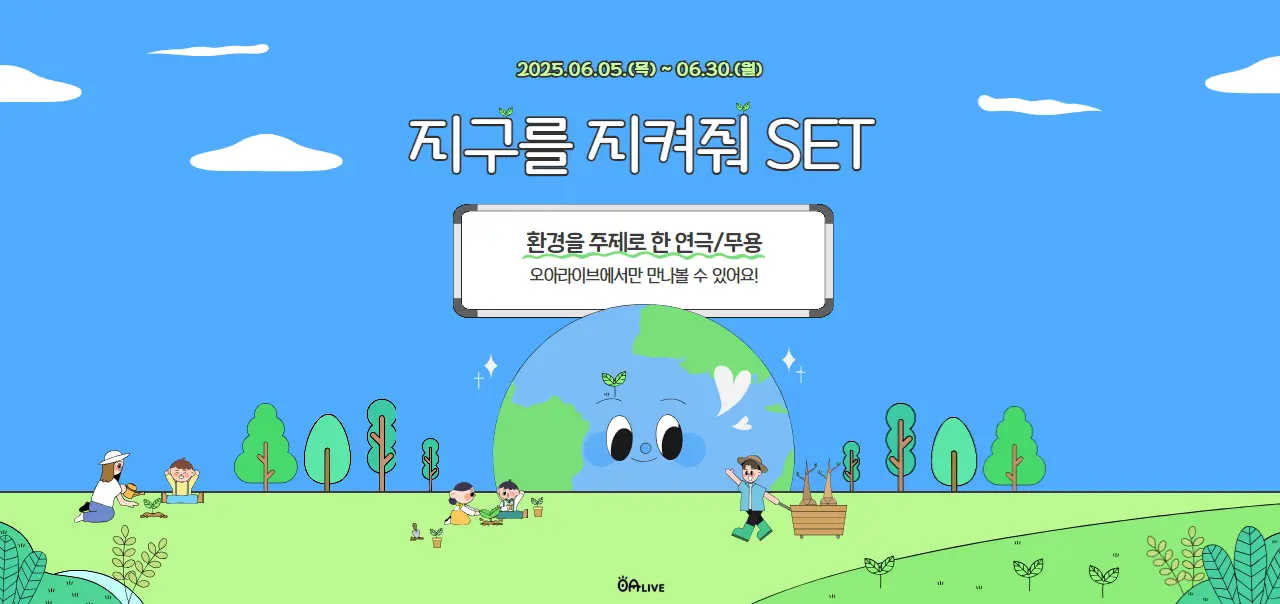 2025.06.05.(목) ~ 06.30.(월)
지구를 지켜줘 SET
환경을 주제로 한 연극/무용
오아라이브에서만 만나볼 수 있어요!
OA LIVE